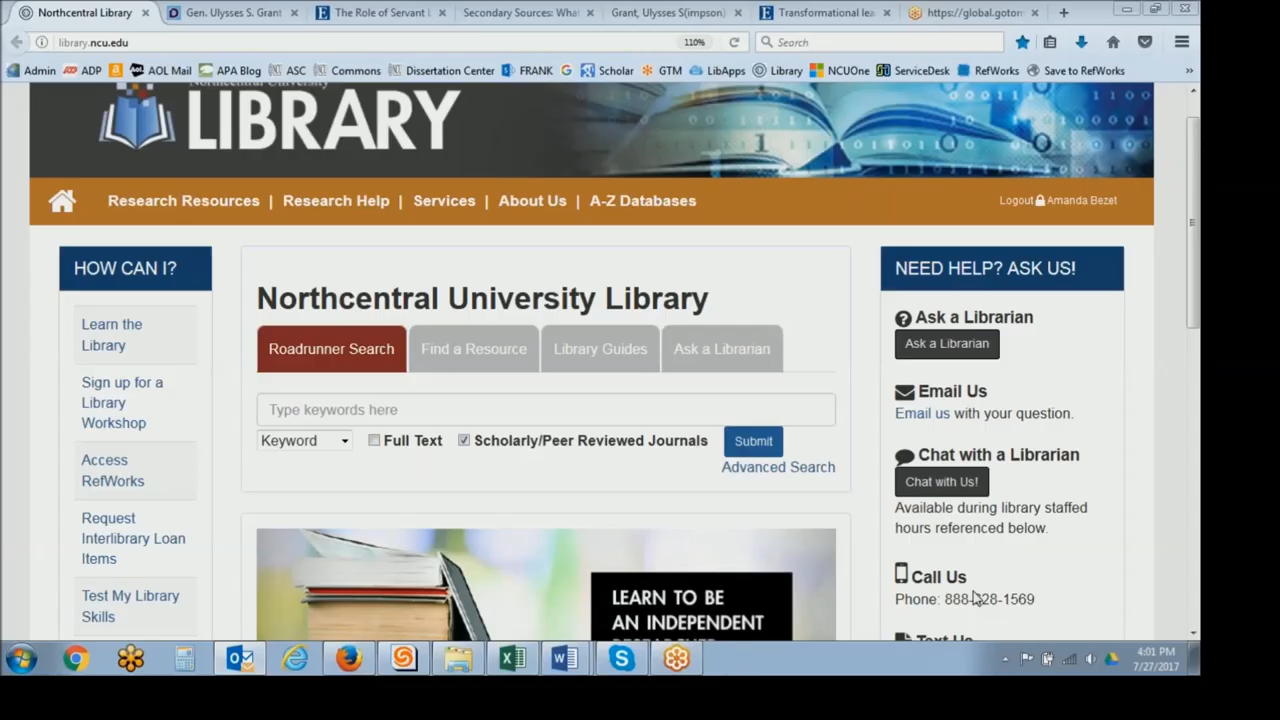 Northcentral Library
Gen. Ulysses S. Grant
The Role of Servant L
Secondary Sources: Wha
Grant, Ulysses S(impson)
Transformational lea
https://global.gotom
library.ncu.edu
110%
Search
Admin
ADP
AOL Mail
APA Blog
ASC
Commons
Dissertation Center
FRANK
Scholar
GTM
LibApps
Library
NCUOne
ServiceDesk
RefWorks
Save to RefWorks
»
Northcentral University
LIBRARY
Research Resources | Research Help | Services | About Us | A-Z Databases
Logout Amanda Bezet
HOW CAN I?
Learn the
Library
Sign up for a
Library
Workshop
Access
RefWorks
Request
Interlibrary Loan
Items
Test My Library
Skills
Northcentral University Library
Roadrunner Search
Find a Resource
Library Guides
Ask a Librarian
Type keywords here
Keyword
Full Text
Scholarly/Peer Reviewed Journals
Submit
Advanced Search
LEARN TO BE
AN INDEPENDENT
NEED HELP? ASK US!
Ask a Librarian
Ask a Librarian
Email Us
Email us with your question.
Chat with a Librarian
Chat with Us!
Available during library staffed
hours referenced below.
Call Us
Phone:
Text Us
4:01 PM
7/27/2017